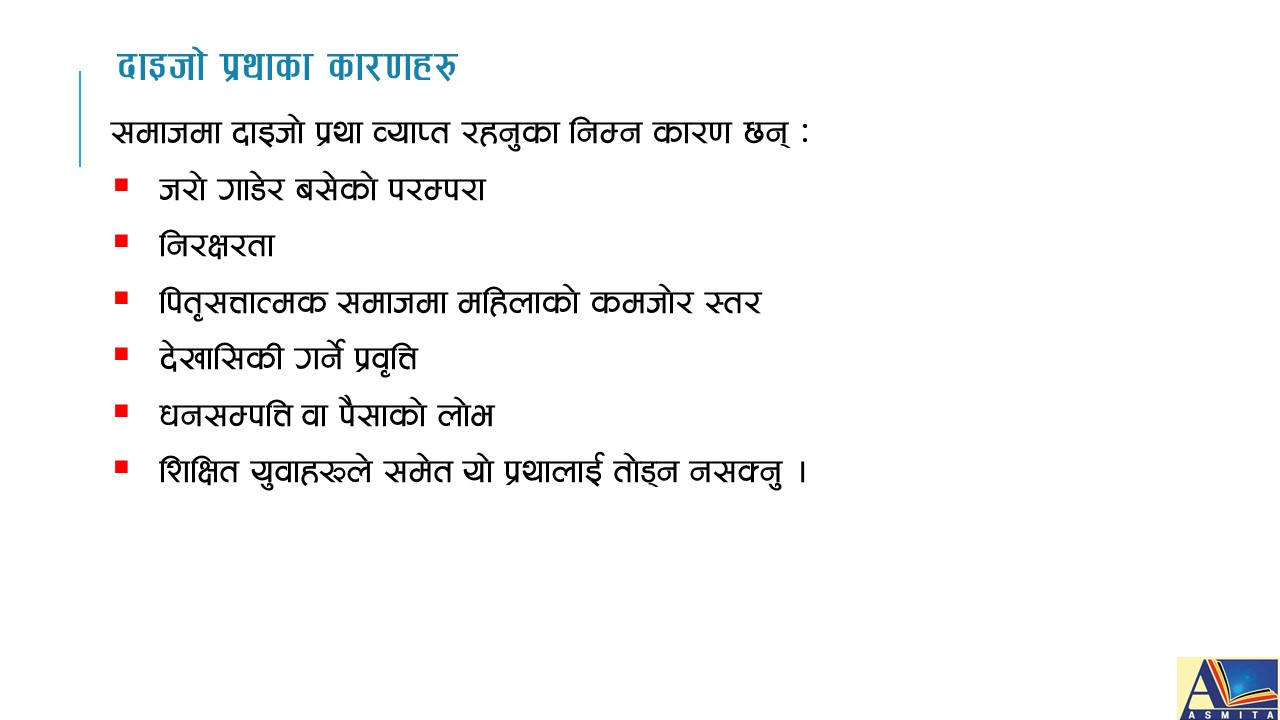 दाइजो प्रथाका कारणहरु
समाजमा दाइजो प्रथा व्याप्त रहनुका निम्न कारण छन् :
▪ जरो गाडेर बसेको परम्परा
▪ निरक्षरता
▪ पितृसत्तात्मक समाजमा महिलाको कमजोर स्तर
▪ देखासिकी गर्ने प्रवृत्ति
▪ धनसम्पत्ति वा पैसाको लोभ
▪ शिक्षित युवाहरुले समेत यो प्रथालाई तोड्न नसक्नु ।
ASMITA